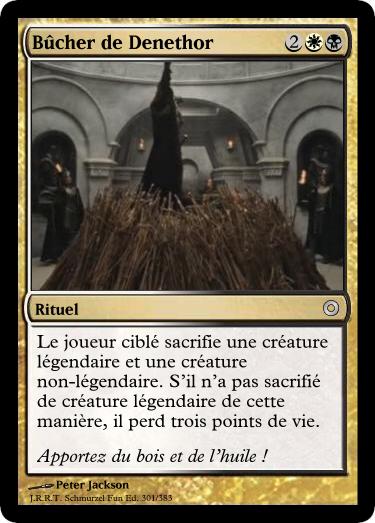 Bûcher de Denethor 2
Rituel
Le joueur ciblé sacrifie une créature
légendaire et une créature
non-légendaire. S'il n'a pas sacrifié
de créature légendaire de cette
manière, il perd trois points de vie.
Apportez du bois et de l'huile !
Peter Jackson
J.R.R.T. Schmurzel Fun Ed. 301/383